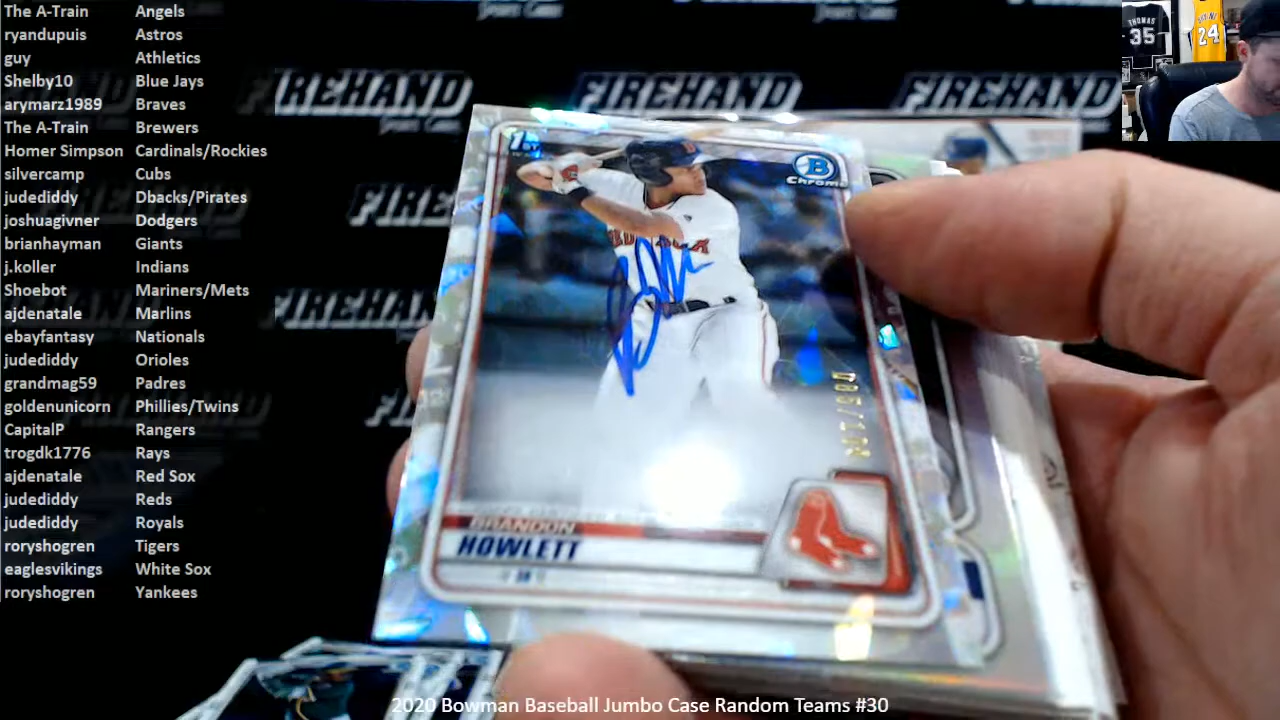 The A-Train Angels
ryandupuis Astros
guy Athletics
Shelby10 Blue Jays
arymarz1989 Braves
The A-Train Brewers
Homer Simpson Cardinals/Rockies
silvercamp Cubs
judediddy Dbacks/Pirates
joshuagivner Dodgers
brianhayman Giants
j.koller Indians
Shoebot Mariners/Mets
ajdenatale Marlins
ebayfantasy Nationals
judediddy Orioles
grandmag59 Padres
goldenunicorn Phillies/Twins
CapitalP Rangers
trogdk1776 Rays
ajdenatale Red Sox
judediddy Reds
judediddy Royals
roryshogren Tigers
eaglesvikings White Sox
roryshogren Yankees
FIREHAND
FIREHAND
FIREHAND
THOMAS
35
24
1ST
B
Chrome
RED SOX
BRANDON
HOWLETT
2020 Bowman Baseball Jumbo Case Random Teams #30